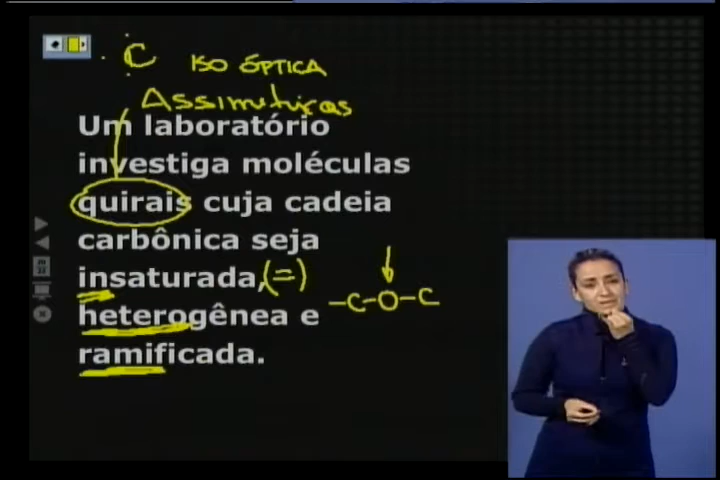 C ISO ÓPTICA
Assimétricas
Um laboratório
investiga moléculas
quirais cuja cadeia
carbônica seja
insaturada, (=)
heterogênea e –C–O–C
ramificada.